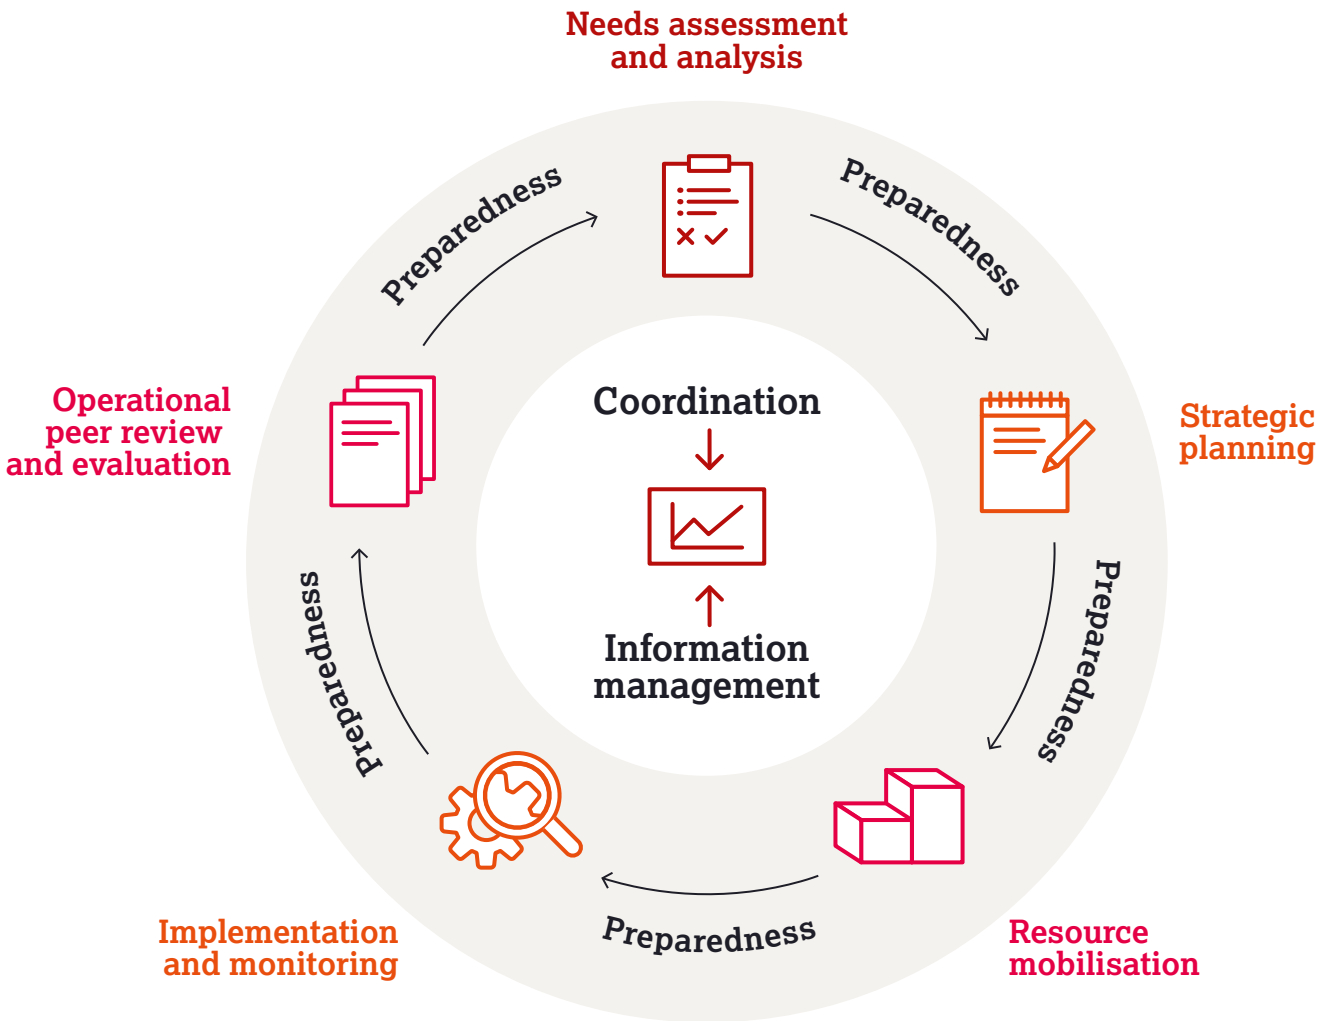 Needs assessment
and analysis
Preparedness
Preparedness
Coordination
Operational
peer review
and evaluation
Strategic
planning
Information
management
Preparedness
Preparedness
Preparedness
Implementation
and monitoring
Resource
mobilisation